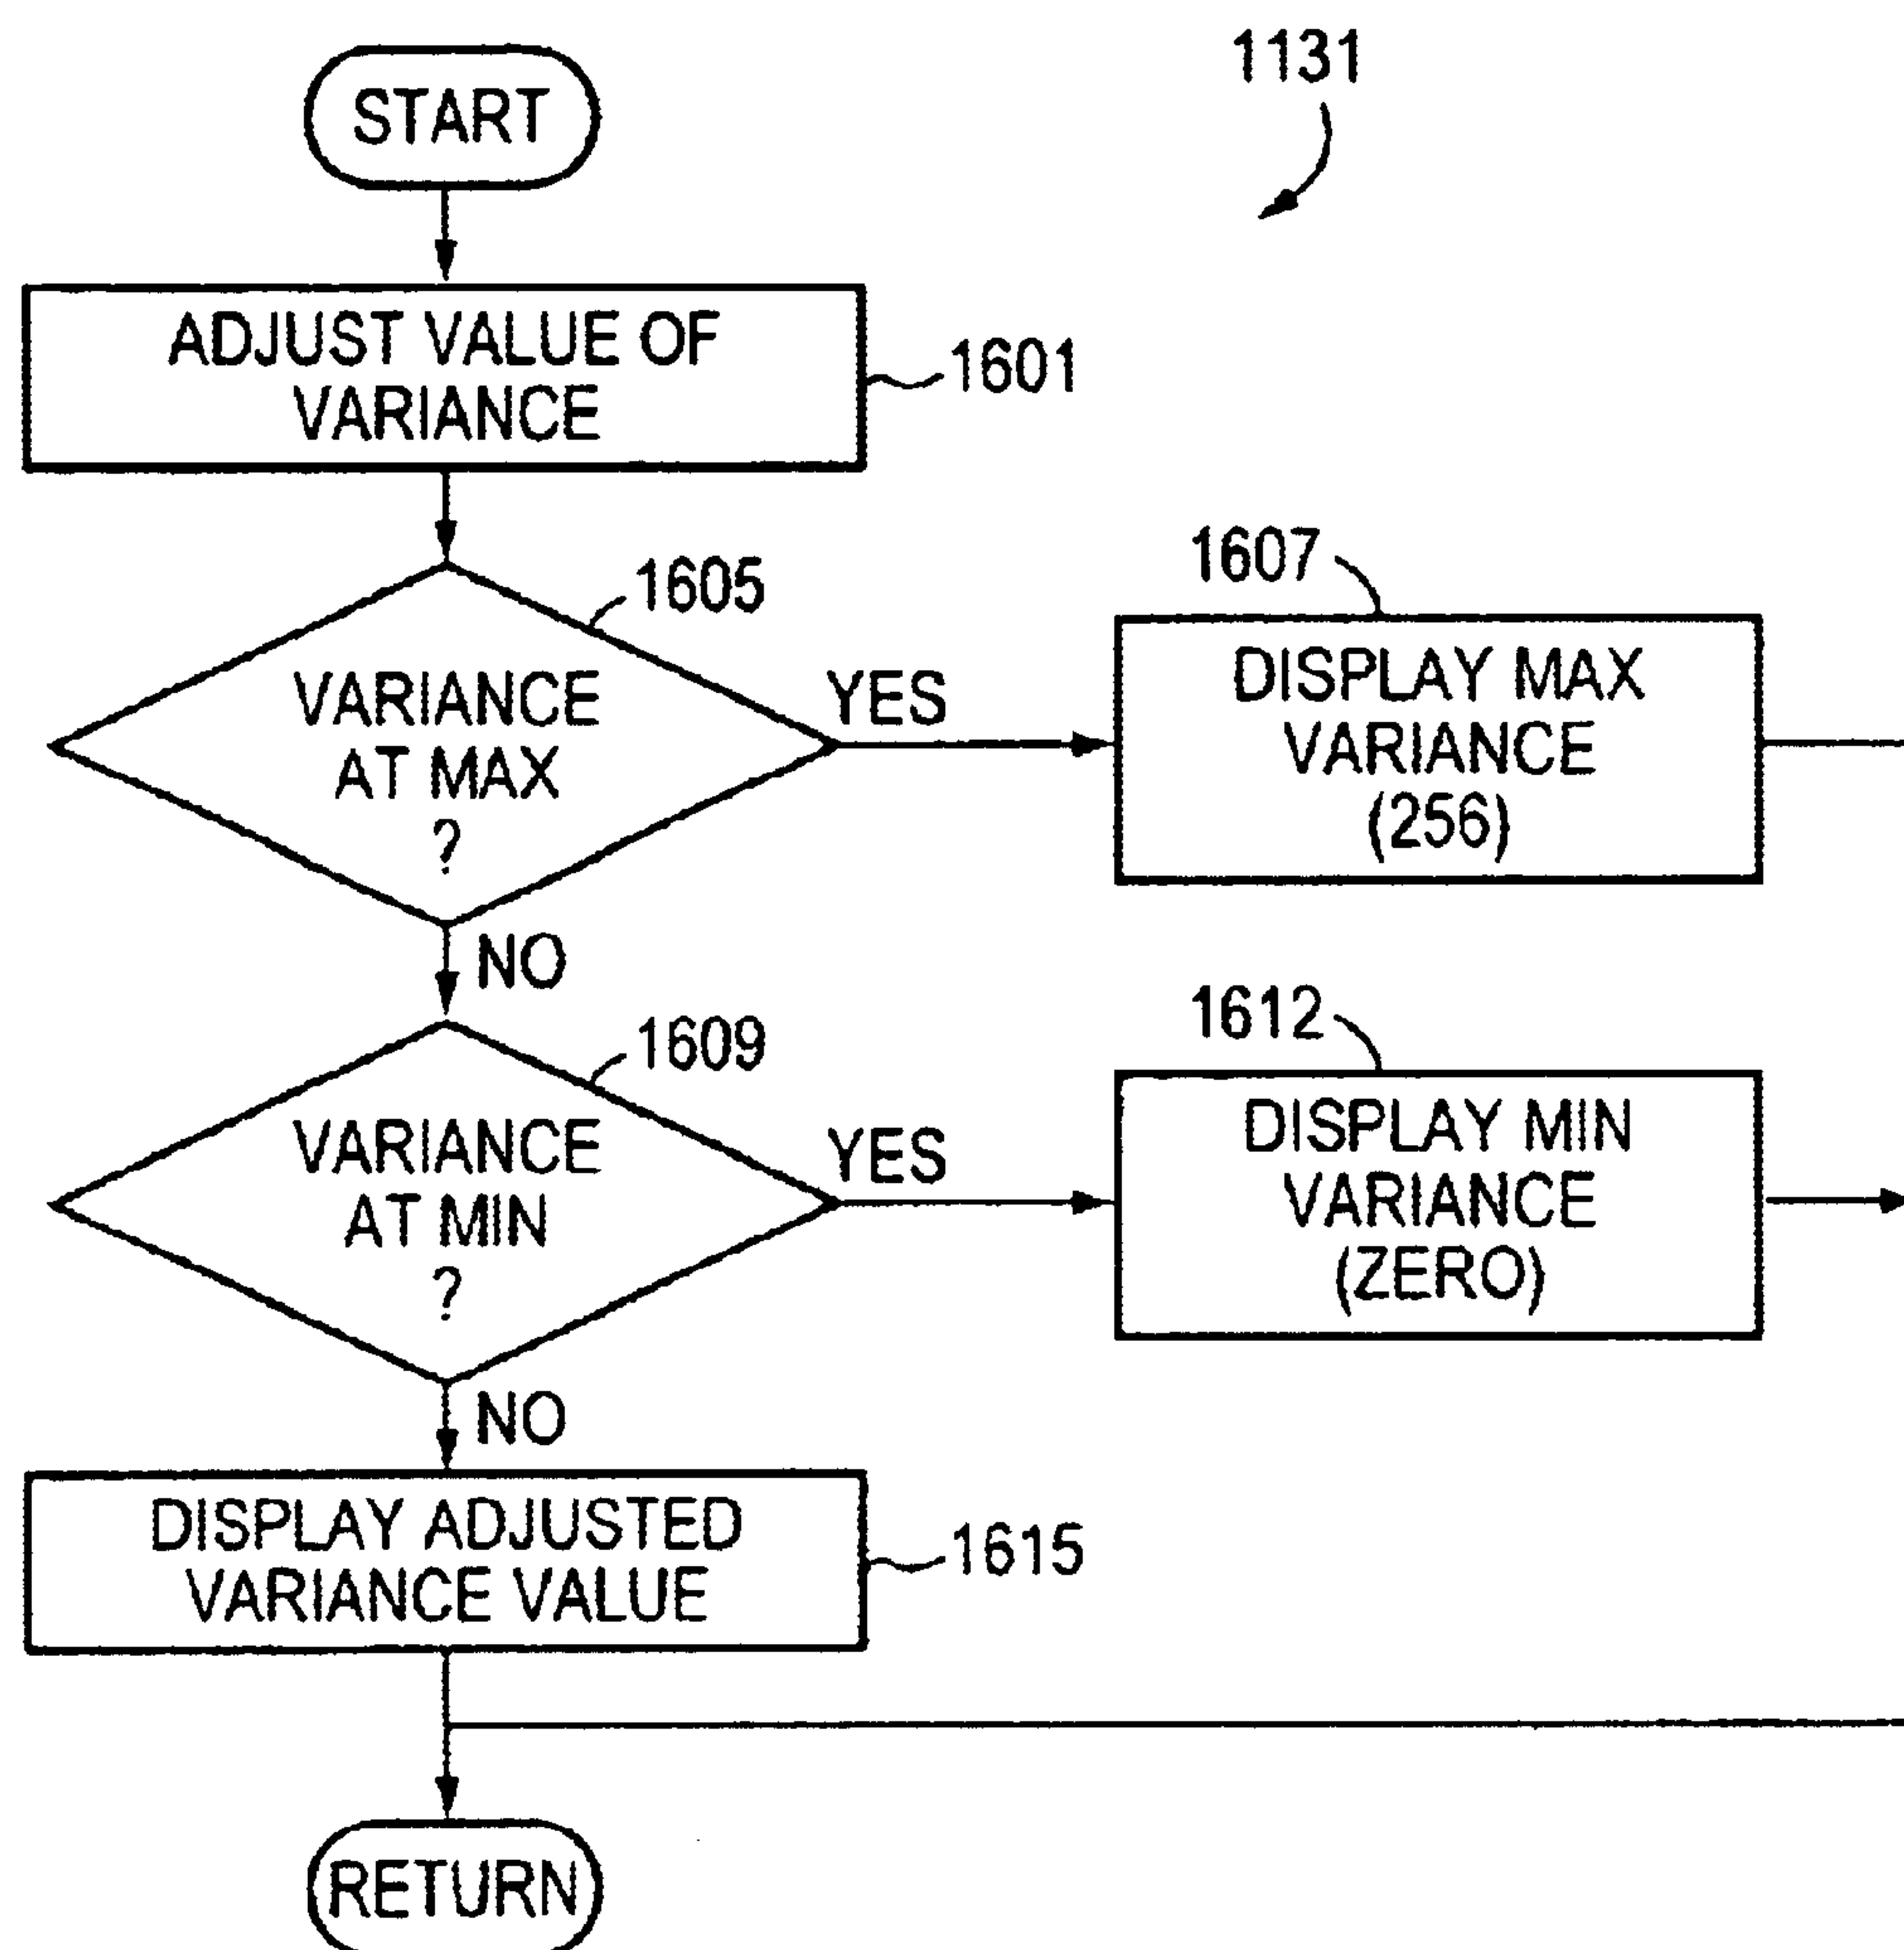 1131
START
ADJUST VALUE OF
VARIANCE
1601
1605
VARIANCE
AT MAX
?
YES
1607
DISPLAY MAX
VARIANCE
(256)
NO
1609
VARIANCE
AT MIN
?
YES
1612
DISPLAY MIN
VARIANCE
(ZERO)
NO
DISPLAY ADJUSTED
VARIANCE VALUE
1615
RETURN